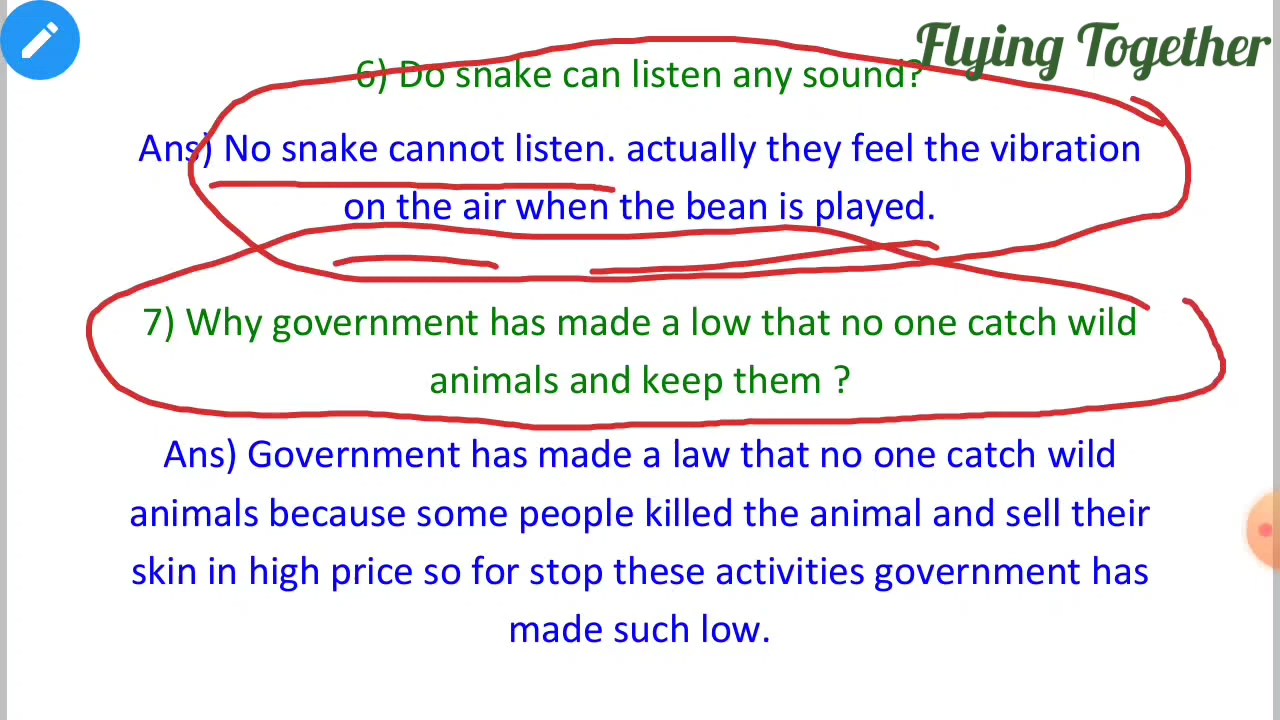 Flying Together
6) Do snake can listen any sound?
Ans) No snake cannot listen. actually they feel the vibration
on the air when the bean is played.
7) Why government has made a low that no one catch wild
animals and keep them ?
Ans) Government has made a law that no one catch wild
animals because some people killed the animal and sell their
skin in high price so for stop these activities government has
made such low.